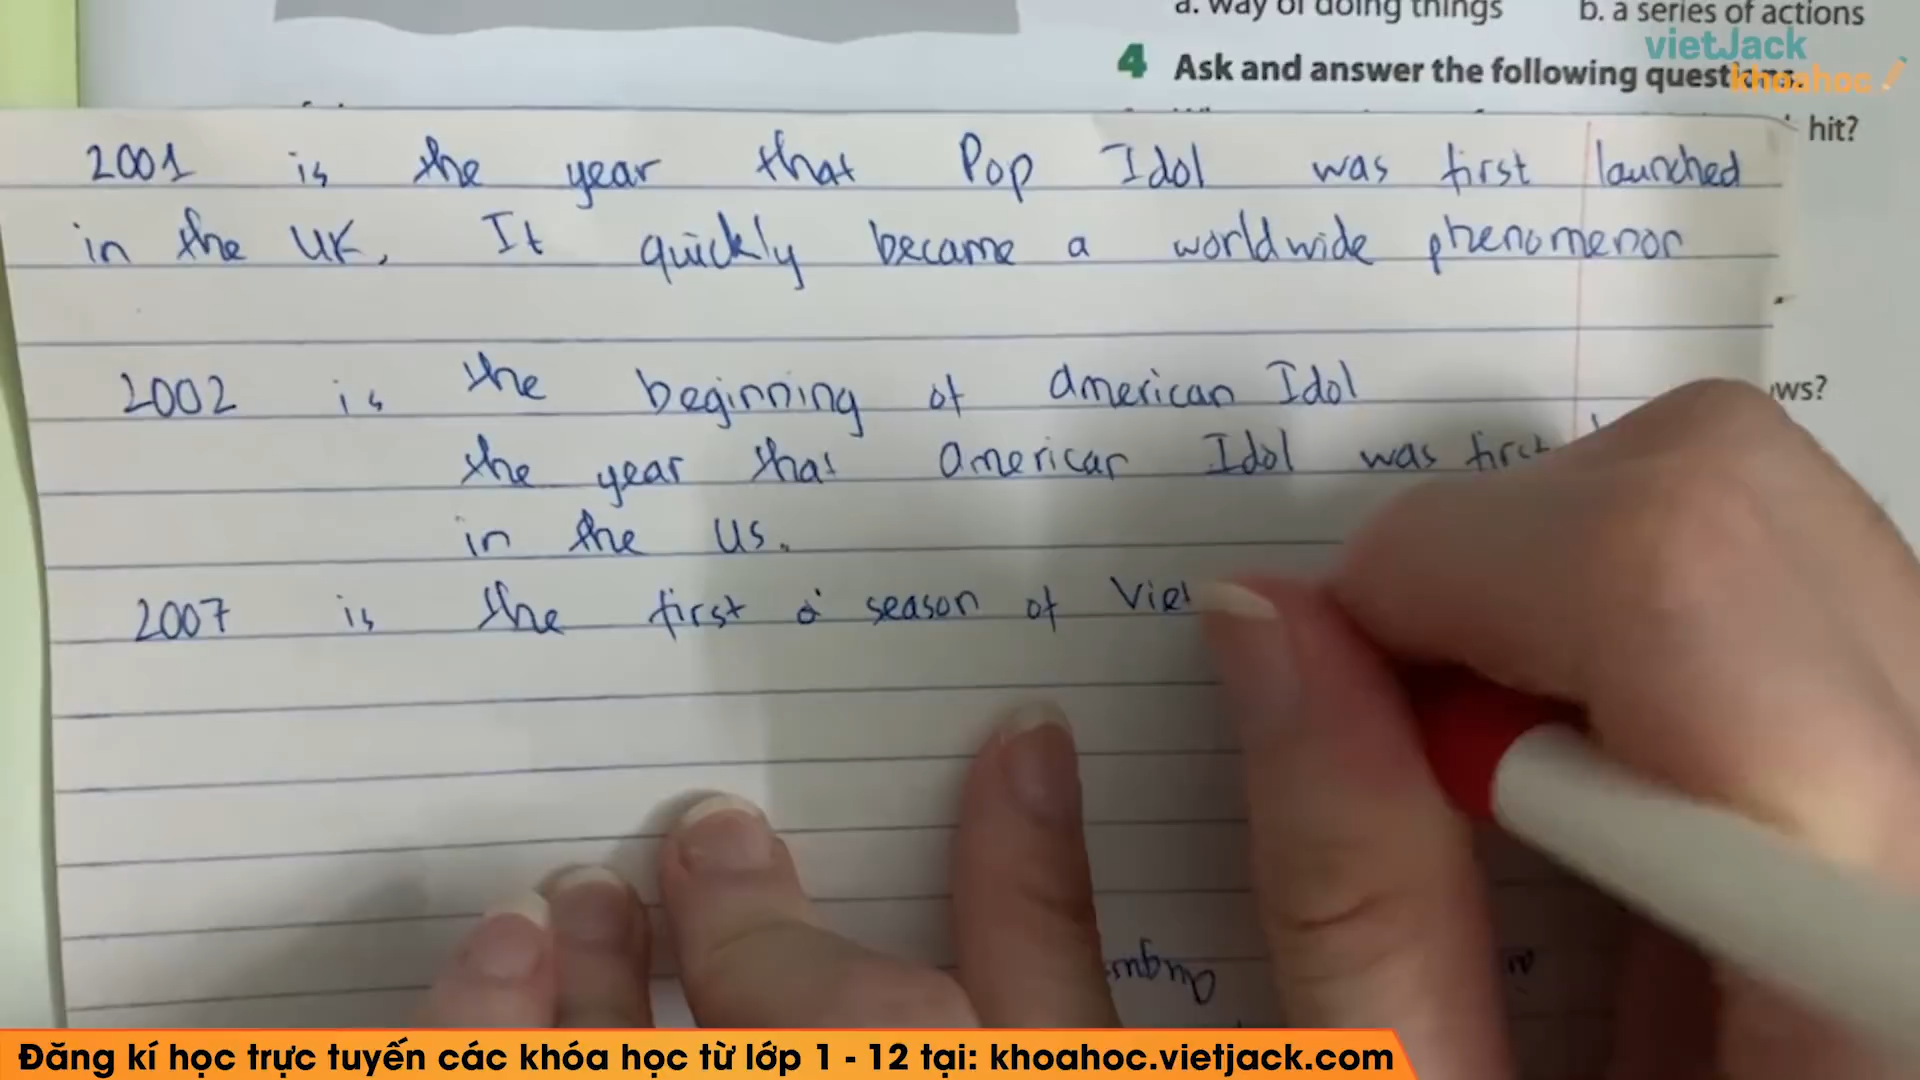 a. way of doing things b. a series of actions
vietJack
4 Ask and answer the following questions.
khoahoc
hit?
2001 is the year that Pop Idol was first launched
in the UK. It quickly became a worldwide phenomenon
2002 is the beginning of american Idol
ws?
the year that american Idol was first
in the US.
2007 is the first season of Viet
Đăng kí học trực tuyến các khóa học từ lớp 1 - 12 tại: khoahoc.vietjack.com